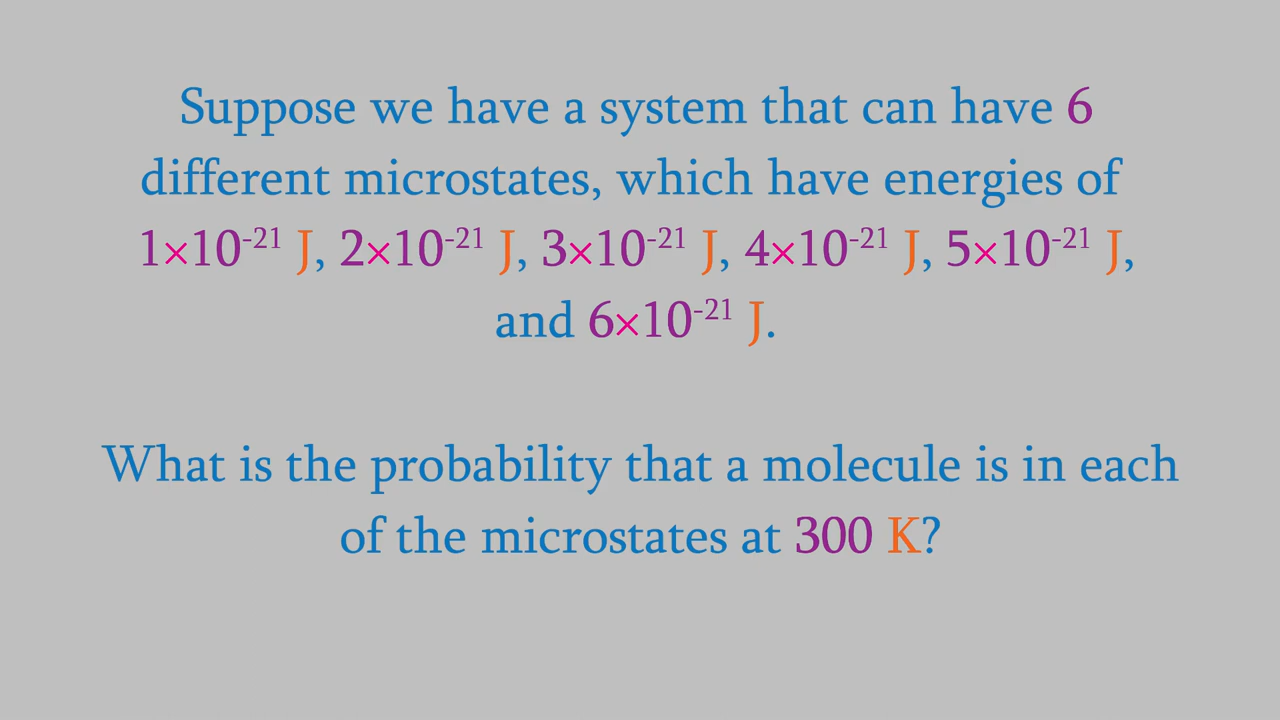 Suppose we have a system that can have 6
different microstates, which have energies of
1×10⁻²¹ J, 2×10⁻²¹ J, 3×10⁻²¹ J, 4×10⁻²¹ J, 5×10⁻²¹ J,
and 6×10⁻²¹ J.
What is the probability that a molecule is in each
of the microstates at 300 K?